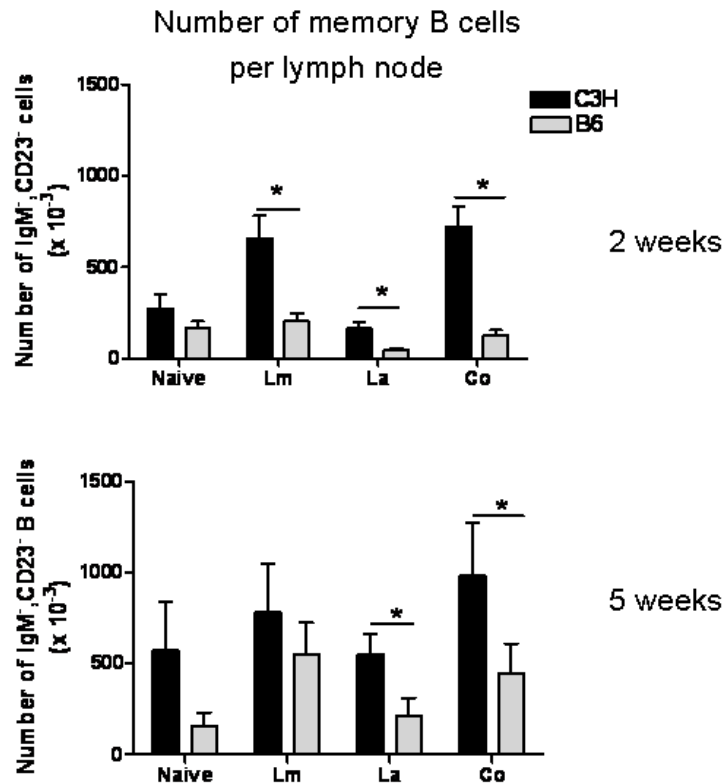 Number of memory B cells
per lymph node
Number of IgM⁻,CD23⁻ cells
(x 10⁻³)
1500
1000
500
0
C3H
B6
*
*
*
2 weeks
Naive Lm La Co
Number of IgM⁻,CD23⁻ B cells
(x 10⁻³)
1500
1000
500
0
*
*
5 weeks
Naive Lm La Co